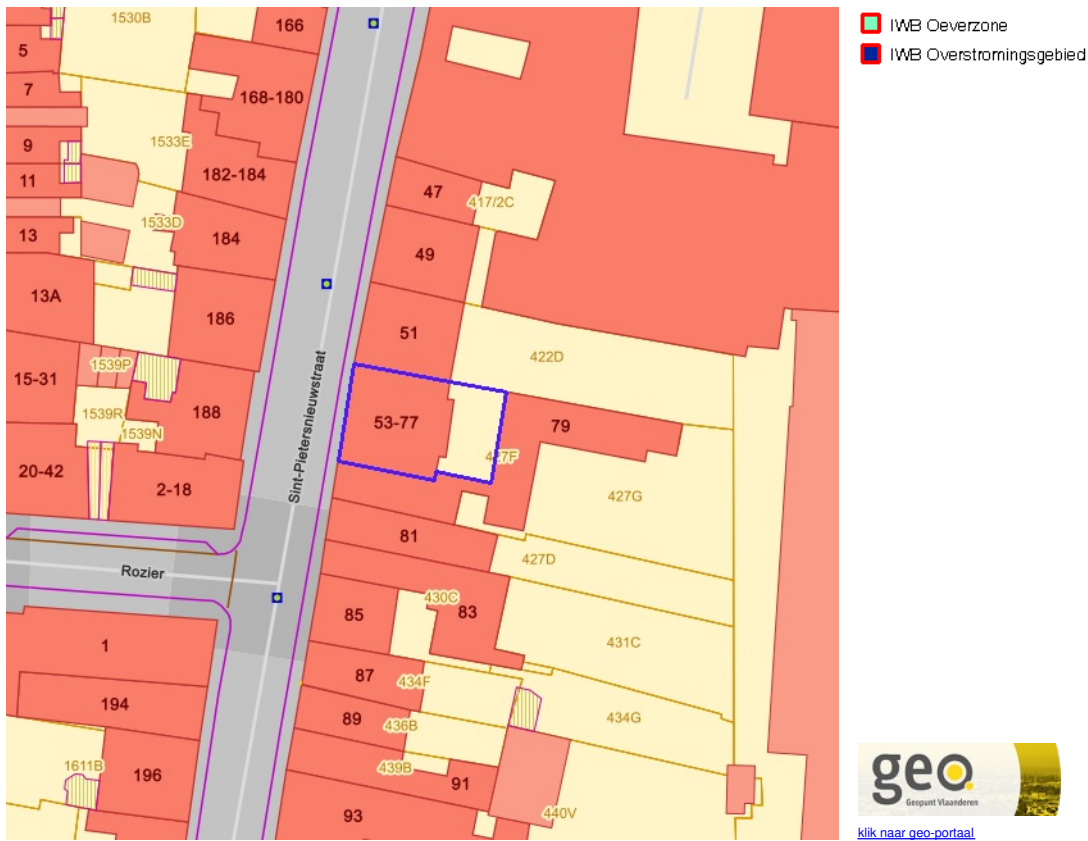 1530B
166
5
7
168-180
9
1533E
11
182-184
47
417/2C
1533D
13
184
49
13A
186
51
422D
1539P
15-31
Sint-Pietersnieuwstraat
1539R
188
53-77
79
1539N
427F
20-42
2-18
427G
81
427D
Rozier
430C
85
83
1
431C
87
434F
194
89
436B
434G
1611B
196
439B
91
93
440V
IWB Oeverzone
IWB Overstromingsgebied
geo
Geopunt Vlaanderen
klik naar geo-portaal